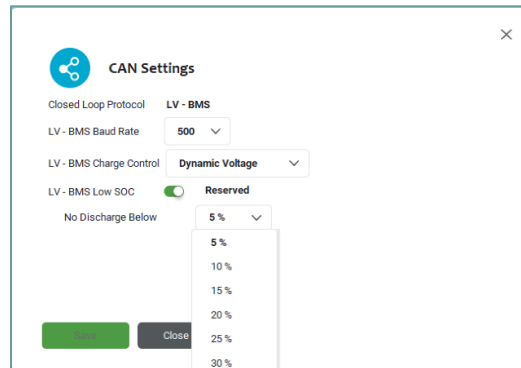 CAN Settings
Closed Loop Protocol LV - BMS
LV - BMS Baud Rate 500
LV - BMS Charge Control Dynamic Voltage
LV - BMS Low SOC Reserved
No Discharge Below 5 %
5 %
10 %
15 %
20 %
25 %
30 %
Save Close